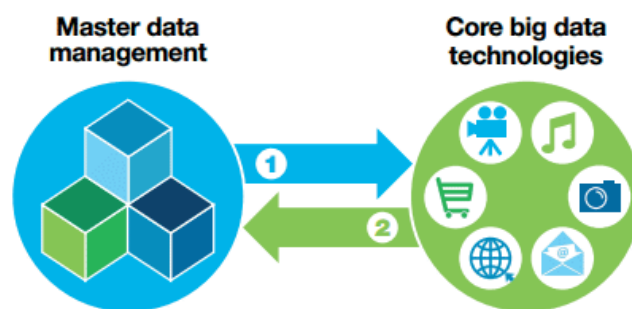 Master data
management
Core big data
technologies
1
2
@